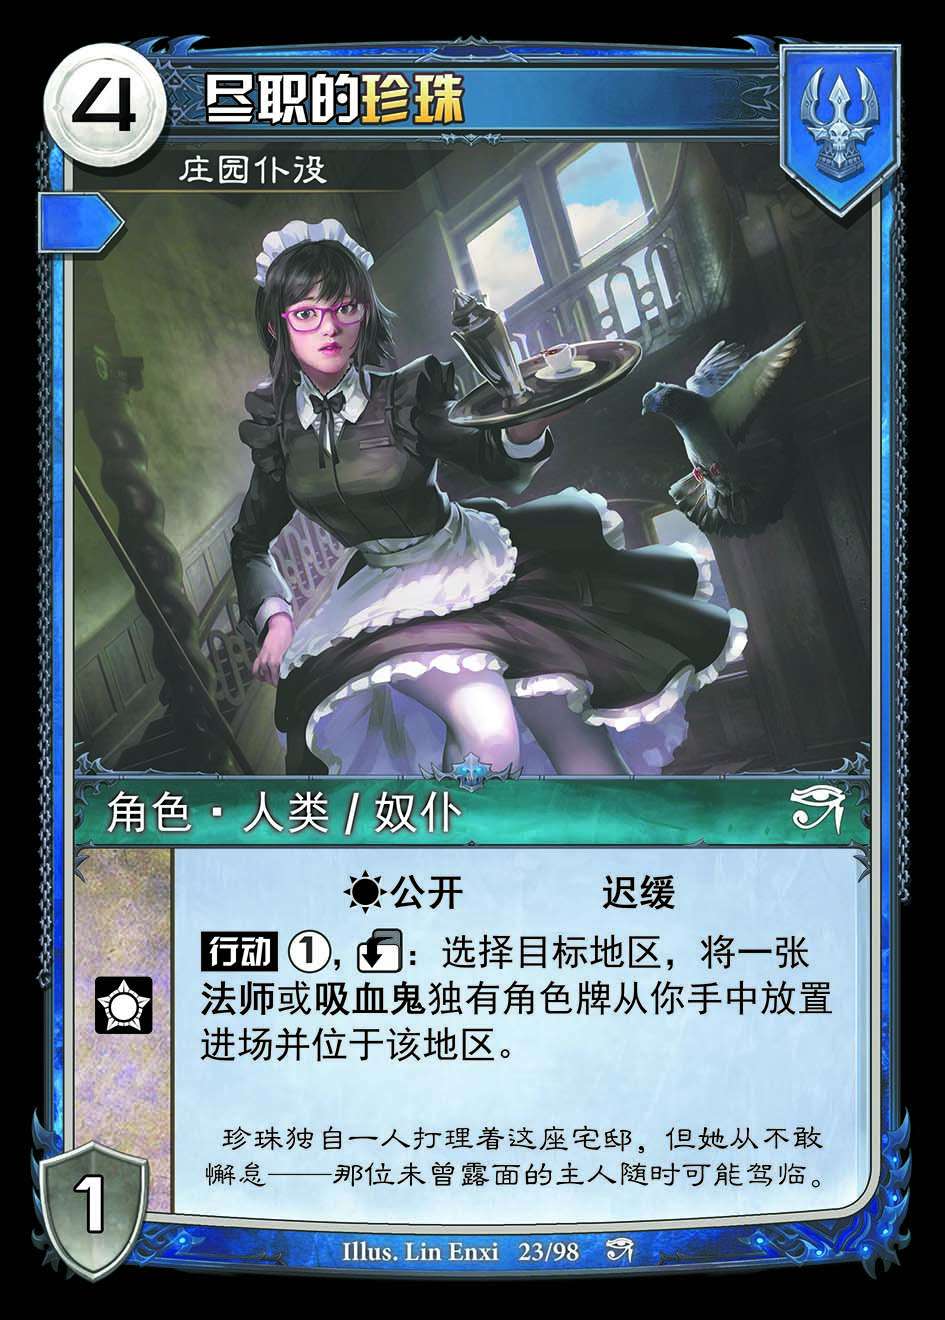 4
尽职的珍珠
庄园仆役
角色·人类 / 奴仆
公开 迟缓
行动 1, : 选择目标地区，将一张
法师或吸血鬼独有角色牌从你手中放置
进场并位于该地区。
珍珠独自一人打理着这座宅邸，但她从不敢
懈怠——那位未曾露面的主人随时可能驾临。
1
Illus. Lin Enxi 23/98